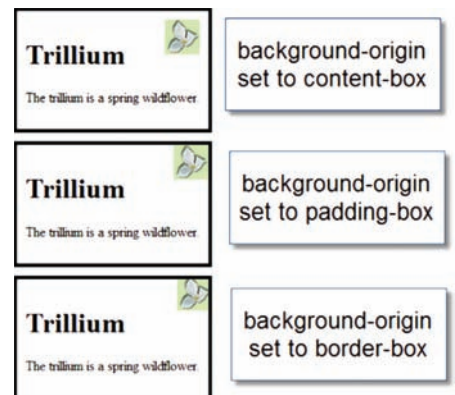 Trillium
The trillium is a spring wildflower.
background-origin
set to content-box
Trillium
The trillium is a spring wildflower.
background-origin
set to padding-box
Trillium
The trillium is a spring wildflower.
background-origin
set to border-box